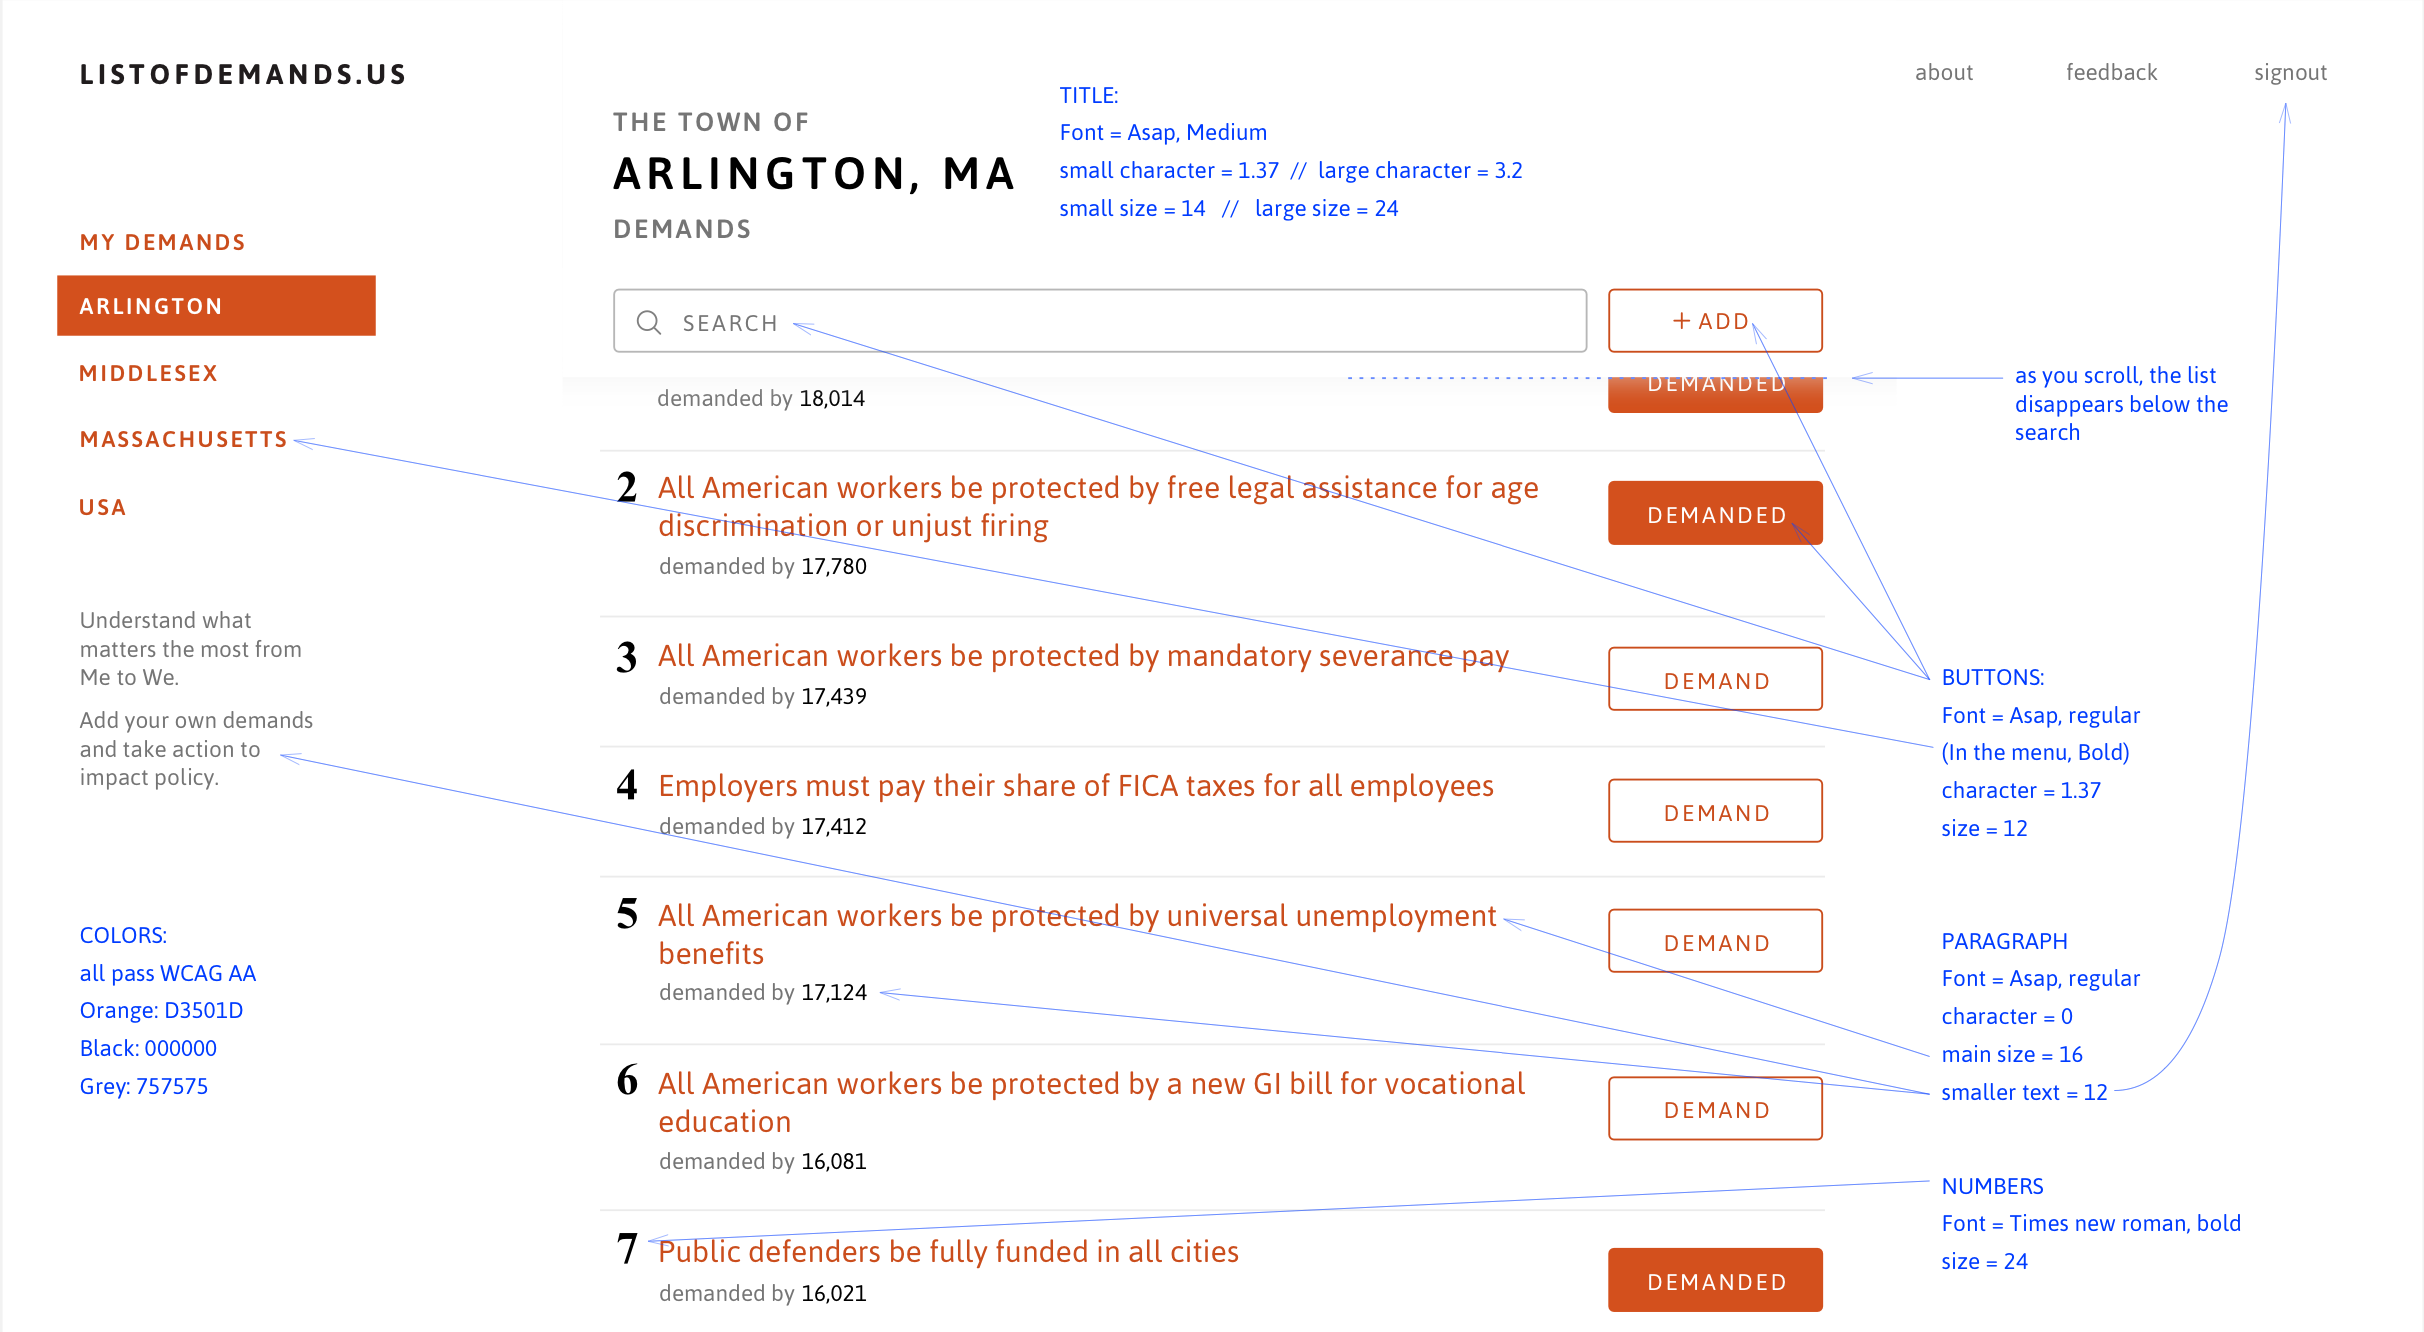 LISTOFDEMANDS.US
about
feedback
signout
THE TOWN OF
ARLINGTON, MA
DEMANDS
TITLE:
Font = Asap, Medium
small character = 1.37 // large character = 3.2
small size = 14 // large size = 24
MY DEMANDS
ARLINGTON
MIDDLESEX
MASSACHUSETTS
USA
Understand what
matters the most from
Me to We.
Add your own demands
and take action to
impact policy.
COLORS:
all pass WCAG AA
Orange: D3501D
Black: 000000
Grey: 757575
SEARCH
+ ADD
demanded by 18,014
DEMANDED
2 All American workers be protected by free legal assistance for age
discrimination or unjust firing
demanded by 17,780
DEMANDED
3 All American workers be protected by mandatory severance pay
demanded by 17,439
DEMAND
4 Employers must pay their share of FICA taxes for all employees
demanded by 17,412
DEMAND
5 All American workers be protected by universal unemployment
benefits
demanded by 17,124
DEMAND
6 All American workers be protected by a new GI bill for vocational
education
demanded by 16,081
DEMAND
7 Public defenders be fully funded in all cities
demanded by 16,021
DEMANDED
as you scroll, the list
disappears below the
search
BUTTONS:
Font = Asap, regular
(In the menu, Bold)
character = 1.37
size = 12
PARAGRAPH
Font = Asap, regular
character = 0
main size = 16
smaller text = 12
NUMBERS
Font = Times new roman, bold
size = 24